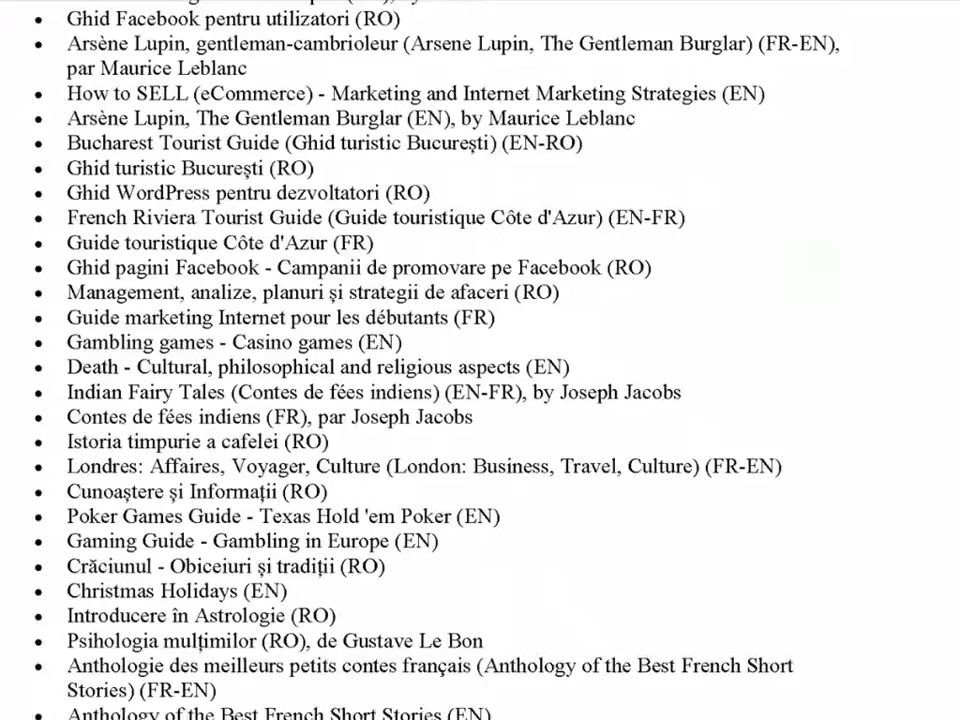 • Ghid Facebook pentru utilizatori (RO)
• Arsène Lupin, gentleman-cambrioleur (Arsene Lupin, The Gentleman Burglar) (FR-EN),
par Maurice Leblanc
• How to SELL (eCommerce) - Marketing and Internet Marketing Strategies (EN)
• Arsène Lupin, The Gentleman Burglar (EN), by Maurice Leblanc
• Bucharest Tourist Guide (Ghid turistic București) (EN-RO)
• Ghid turistic București (RO)
• Ghid WordPress pentru dezvoltatori (RO)
• French Riviera Tourist Guide (Guide touristique Côte d'Azur) (EN-FR)
• Guide touristique Côte d'Azur (FR)
• Ghid pagini Facebook - Campanii de promovare pe Facebook (RO)
• Management, analize, planuri și strategii de afaceri (RO)
• Guide marketing Internet pour les débutants (FR)
• Gambling games - Casino games (EN)
• Death - Cultural, philosophical and religious aspects (EN)
• Indian Fairy Tales (Contes de fées indiens) (EN-FR), by Joseph Jacobs
• Contes de fées indiens (FR), par Joseph Jacobs
• Istoria timpurie a cafelei (RO)
• Londres: Affaires, Voyager, Culture (London: Business, Travel, Culture) (FR-EN)
• Cunoaștere și Informații (RO)
• Poker Games Guide - Texas Hold 'em Poker (EN)
• Gaming Guide - Gambling in Europe (EN)
• Crăciunul - Obiceiuri și tradiții (RO)
• Christmas Holidays (EN)
• Introducere în Astrologie (RO)
• Psihologia mulțimilor (RO), de Gustave Le Bon
• Anthologie des meilleurs petits contes français (Anthology of the Best French Short
Stories) (FR-EN)
• Anthology of the Best French Short Stories (EN)